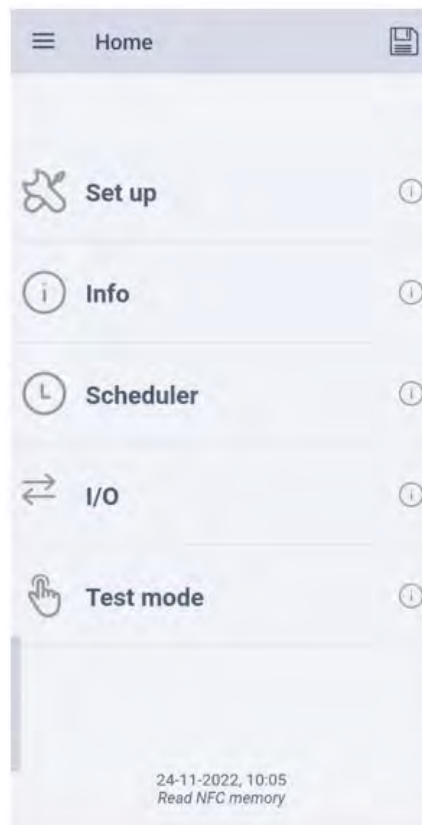 Home
Set up
Info
Scheduler
I/O
Test mode
24-11-2022, 10:05
Read NFC memory